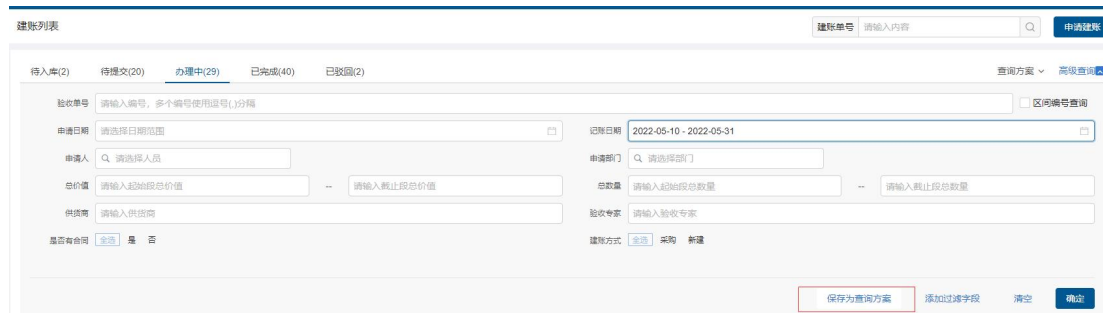 建账列表 建账单号 请输入内容 申请建账
待入库(2) 待提交(20) 办理中(29) 已完成(40) 已驳回(2) 查询方案 高级查询
验收单号 请输入编号，多个编号使用逗号(,)分隔 区间编号查询
申请日期 请选择日期范围 记账日期 2022-05-10 - 2022-05-31
申请人 请选择人员 申请部门 请选择部门
总价值 请输入起始段总价值 -- 请输入截止段总价值 总数量 请输入起始段总数量 -- 请输入截止段总数量
供货商 请输入供货商 验收专家 请输入验收专家
是否有合同 全选 是 否 建账方式 全选 采购 新建
保存为查询方案 添加过滤字段 清空 确定